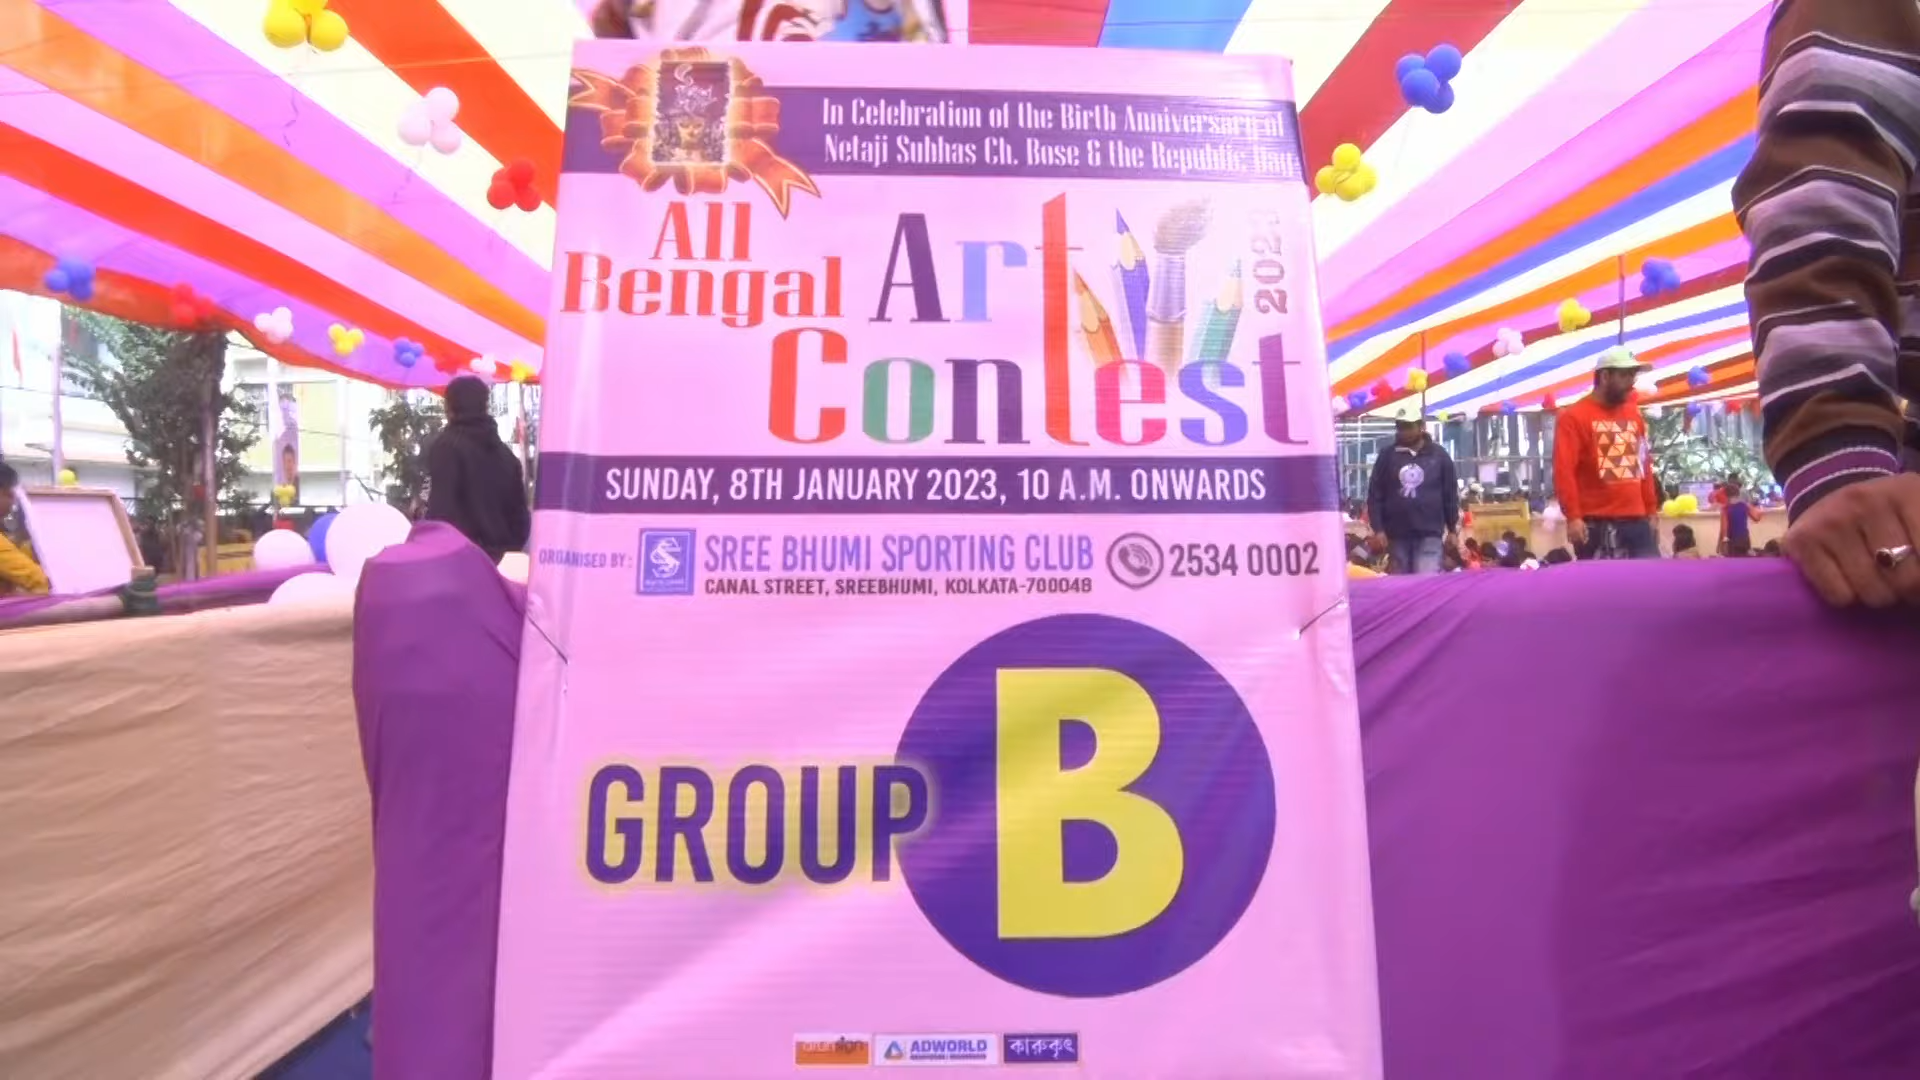 In Celebration of the Birth Anniversary of
Netaji Subhas Ch. Bose & the Republic Day
All
Bengal Art
Contest
2023
SUNDAY, 8TH JANUARY 2023, 10 A.M. ONWARDS
ORGANISED BY: SREE BHUMI SPORTING CLUB 2534 0002
CANAL STREET, SREEBHUMI, KOLKATA-700048
GROUP B
ADWORLD
কারুকৃৎ